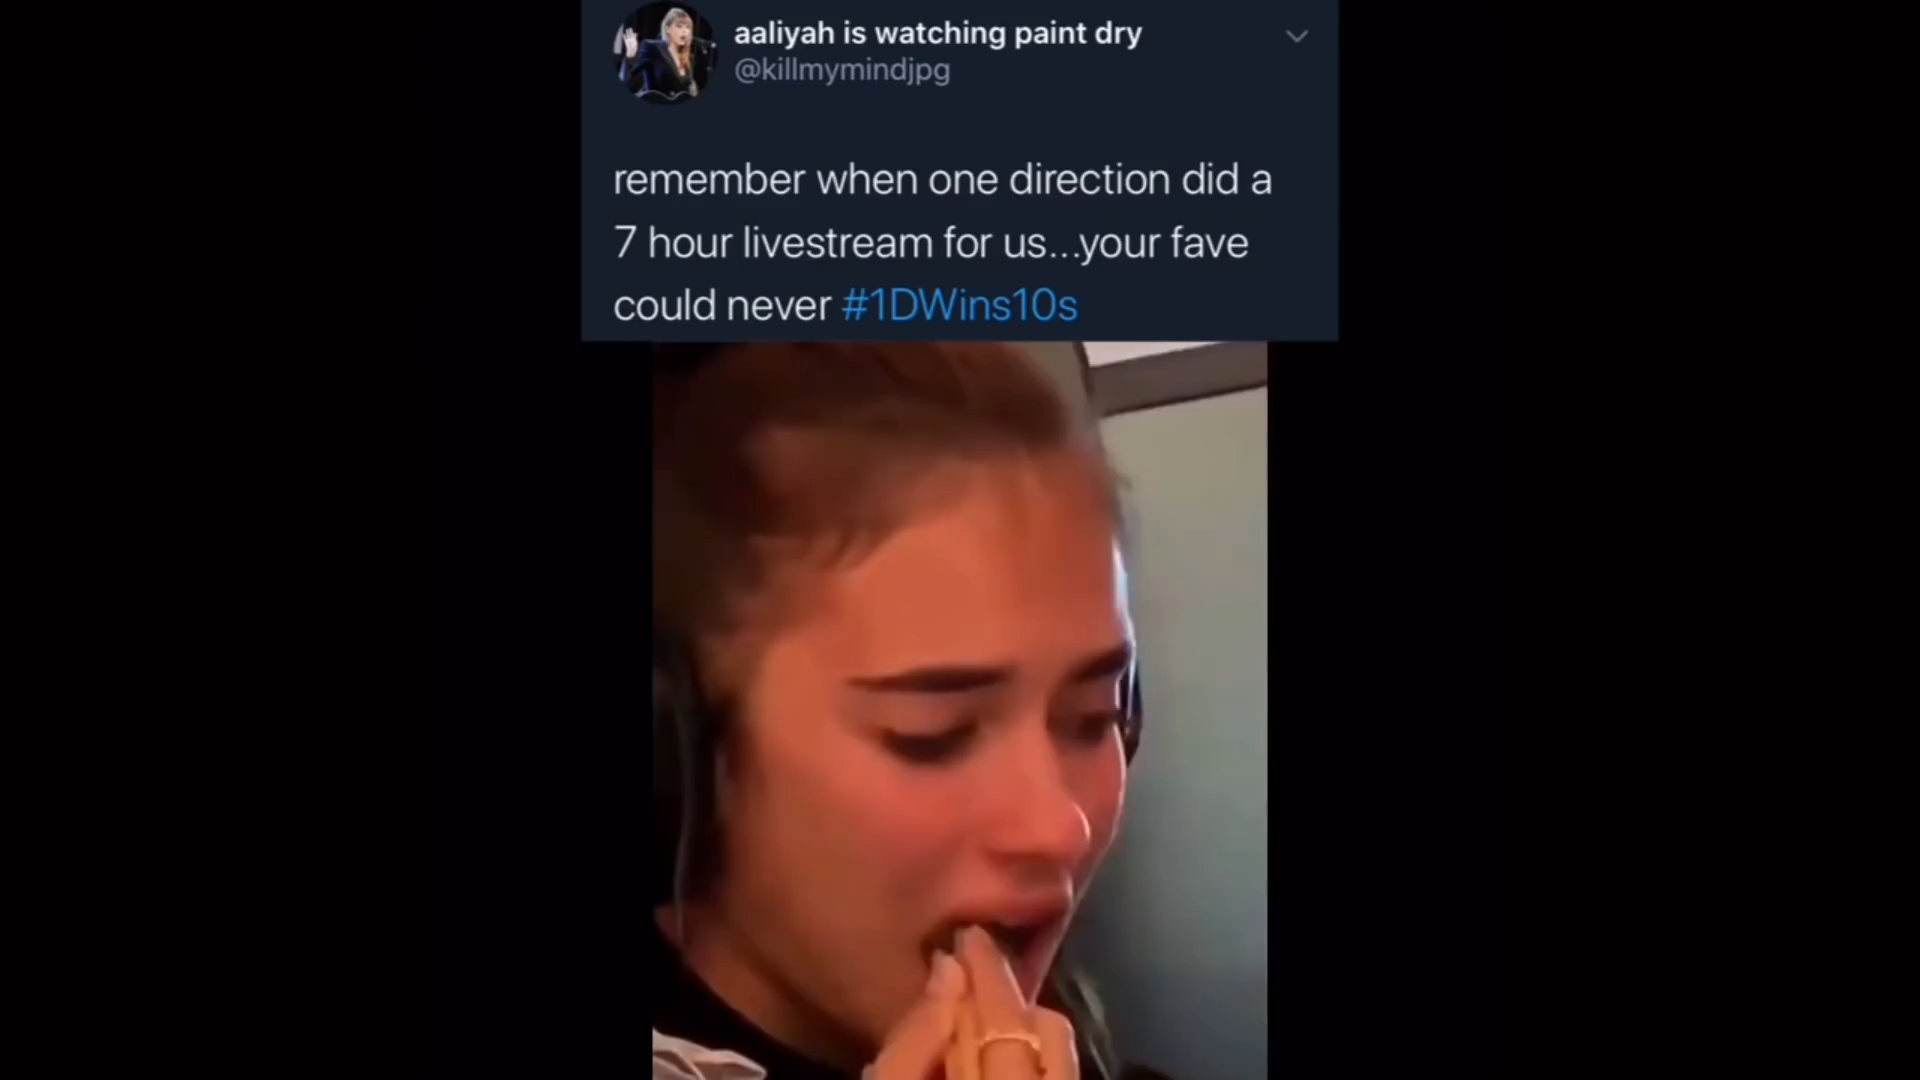 aaliyah is watching paint dry
@killmymindjpg
remember when one direction did a
7 hour livestream for us...your fave
could never #1DWins10s